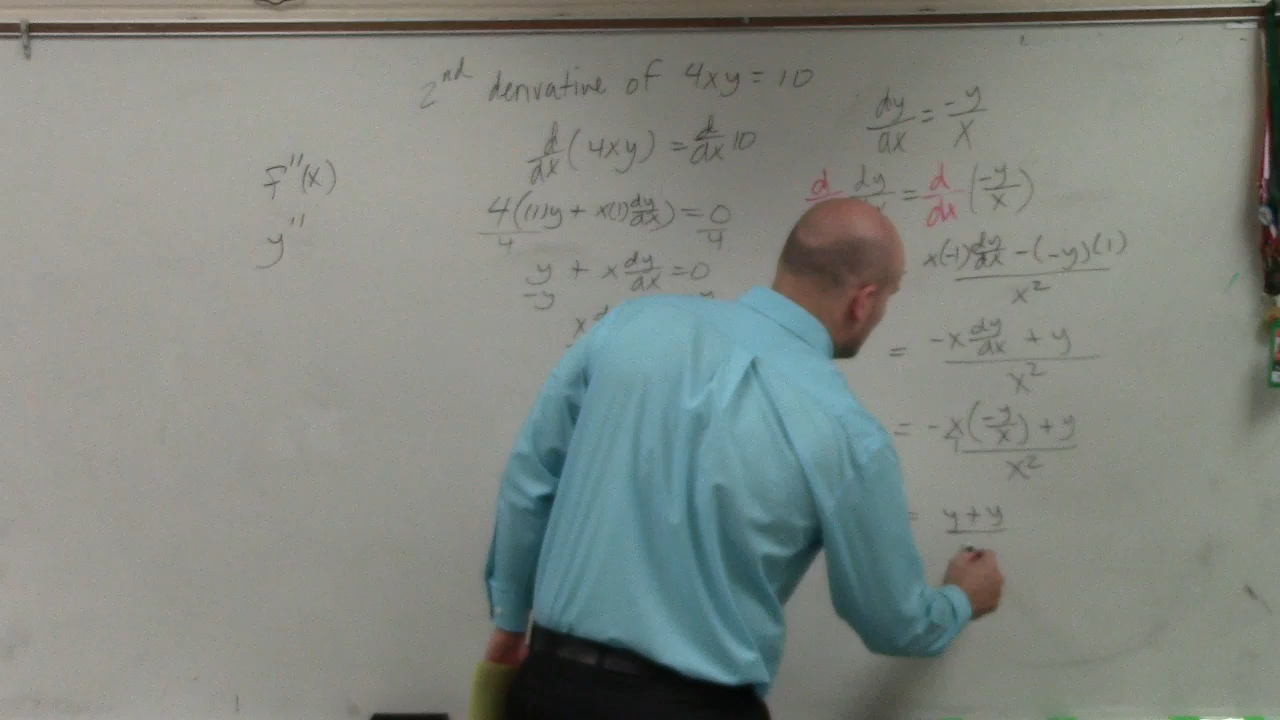 2nd derivative of 4xy = 10
d/dx (4xy) = d/dx 10
4((1)y + x(1)dy/dx) = 0
4 4
y + x dy/dx = 0
-y -y
x
F''(x)
y''
dy/dx = -y/x
d dy = d/dx (-y/x)
x(-1)dy/dx - (-y)(1)
x²
= -x dy/dx + y
x²
= -x(-y/x) + y
x²
= y + y